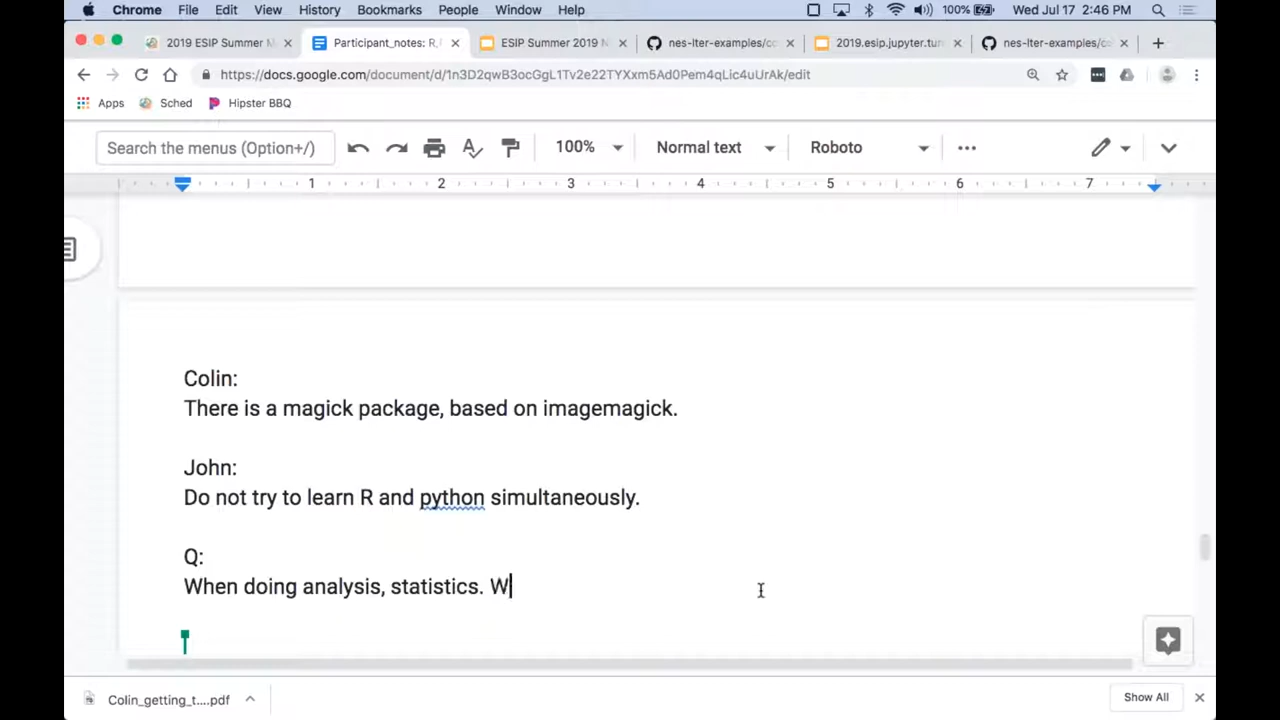 Chrome File Edit View History Bookmarks People Window Help 100% Wed Jul 17 2:46 PM
2019 ESIP Summer M Participant_notes: R, ESIP Summer 2019 N nes-lter-examples/co 2019.esip.jupyter.tun nes-lter-examples/co
https://docs.google.com/document/d/1n3D2qwB3ocGgL1Tv2e22TYXxm5Ad0Pem4qLic4uUrAk/edit
Apps Sched Hipster BBQ
Search the menus (Option+/) 100% Normal text Roboto
1 2 3 4 5 6 7
Colin:
There is a magick package, based on imagemagick.
John:
Do not try to learn R and python simultaneously.
Q:
When doing analysis, statistics. W
Colin_getting_t....pdf Show All